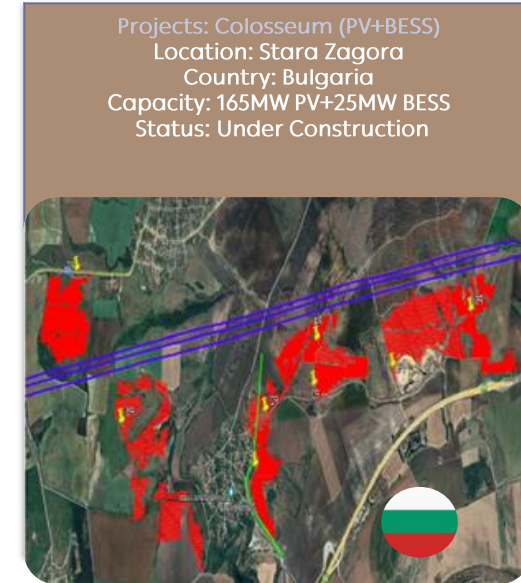 Projects: Colosseum (PV+BESS)
Location: Stara Zagora
Country: Bulgaria
Capacity: 165MW PV+25MW BESS
Status: Under Construction